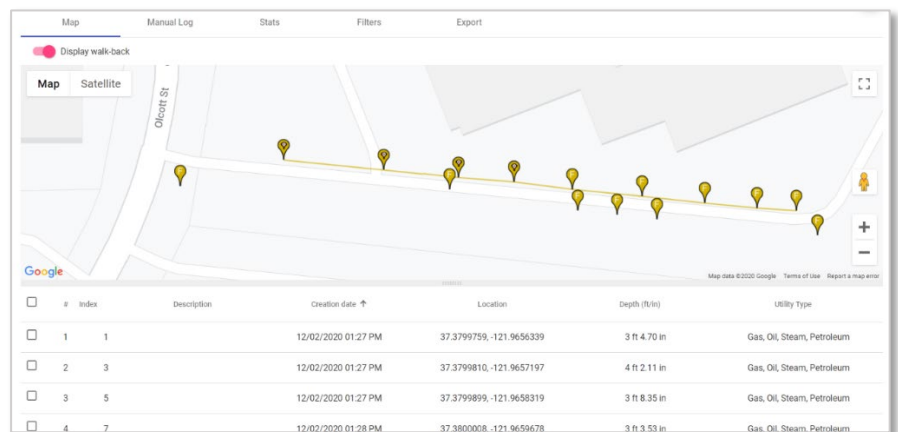 Map Manual Log Stats Filters Export
Display walk-back
Map Satellite
Olcott St
Google
Map data ©2020 Google Terms of Use Report a map error
# Index Description Creation date ↑ Location Depth (ft/in) Utility Type
1 1 12/02/2020 01:27 PM 37.3799759, -121.9656339 3 ft 4.70 in Gas, Oil, Steam, Petroleum
2 3 12/02/2020 01:27 PM 37.3799810, -121.9657197 4 ft 2.11 in Gas, Oil, Steam, Petroleum
3 5 12/02/2020 01:27 PM 37.3799899, -121.9658319 3 ft 8.35 in Gas, Oil, Steam, Petroleum
4 7 12/02/2020 01:28 PM 37.3800008, -121.9659678 3 ft 3.53 in Gas, Oil, Steam, Petroleum